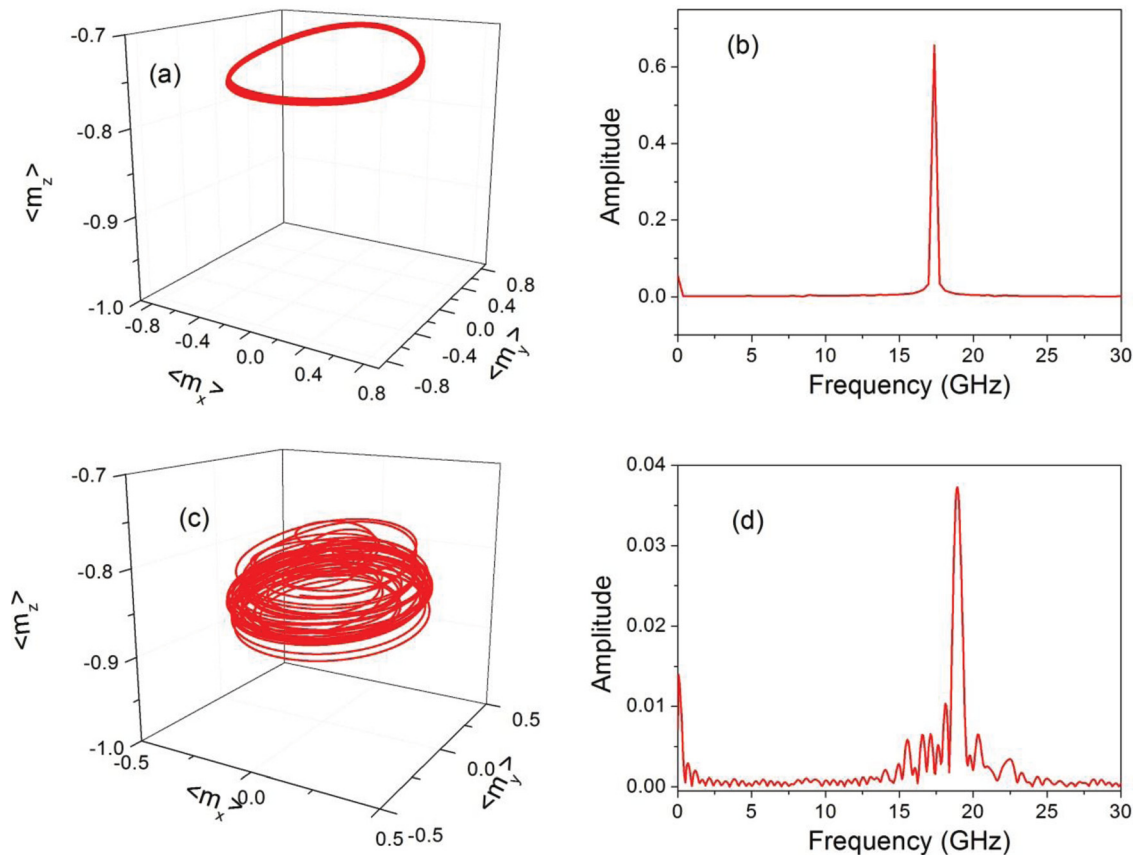 (a)
-0.7
-0.8
-0.9
-1.0
<m_z>
-0.8
-0.4
0.0
0.4
0.8
<m_x>
-0.8
-0.4
0.0
0.4
0.8
<m_y>
(b)
0.6
0.4
0.2
0.0
Amplitude
0 5 10 15 20 25 30
Frequency (GHz)
(c)
-0.7
-0.8
-0.9
-1.0
<m_z>
-0.5
0.0
0.5
<m_x>
-0.5
0.0
0.5
<m_y>
(d)
0.04
0.03
0.02
0.01
0.00
Amplitude
0 5 10 15 20 25 30
Frequency (GHz)